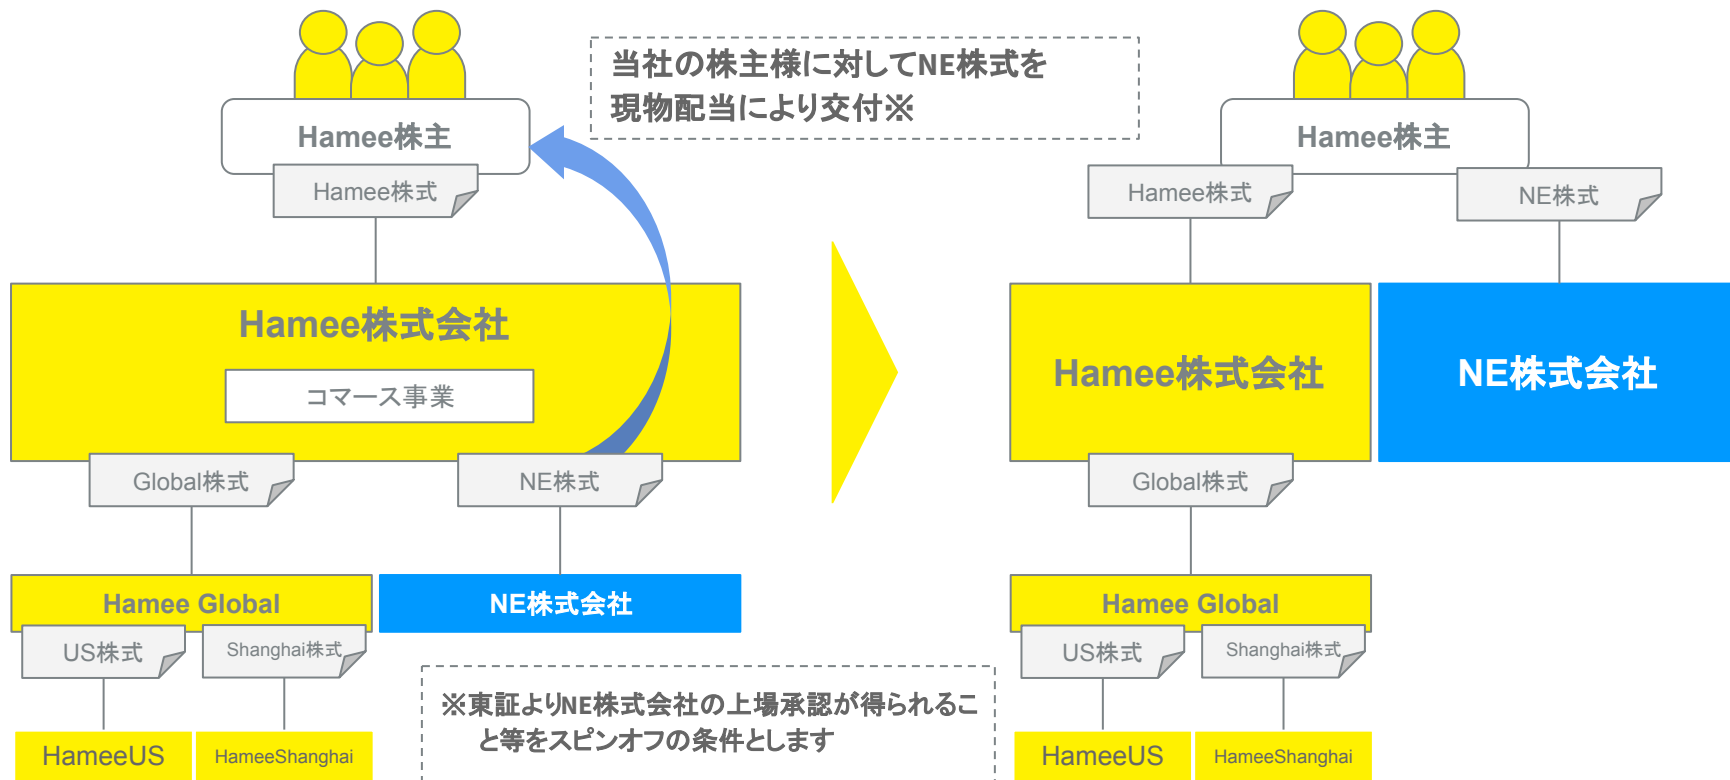 当社の株主様に対してNE株式を
現物配当により交付※
Hamee株主
Hamee株式
Hamee株式会社
コマース事業
Global株式
NE株式
Hamee Global
NE株式会社
US株式
Shanghai株式
HameeUS
HameeShanghai
※東証よりNE株式会社の上場承認が得られるこ
と等をスピンオフの条件とします
Hamee株主
Hamee株式
NE株式
Hamee株式会社
NE株式会社
Global株式
Hamee Global
US株式
Shanghai株式
HameeUS
HameeShanghai